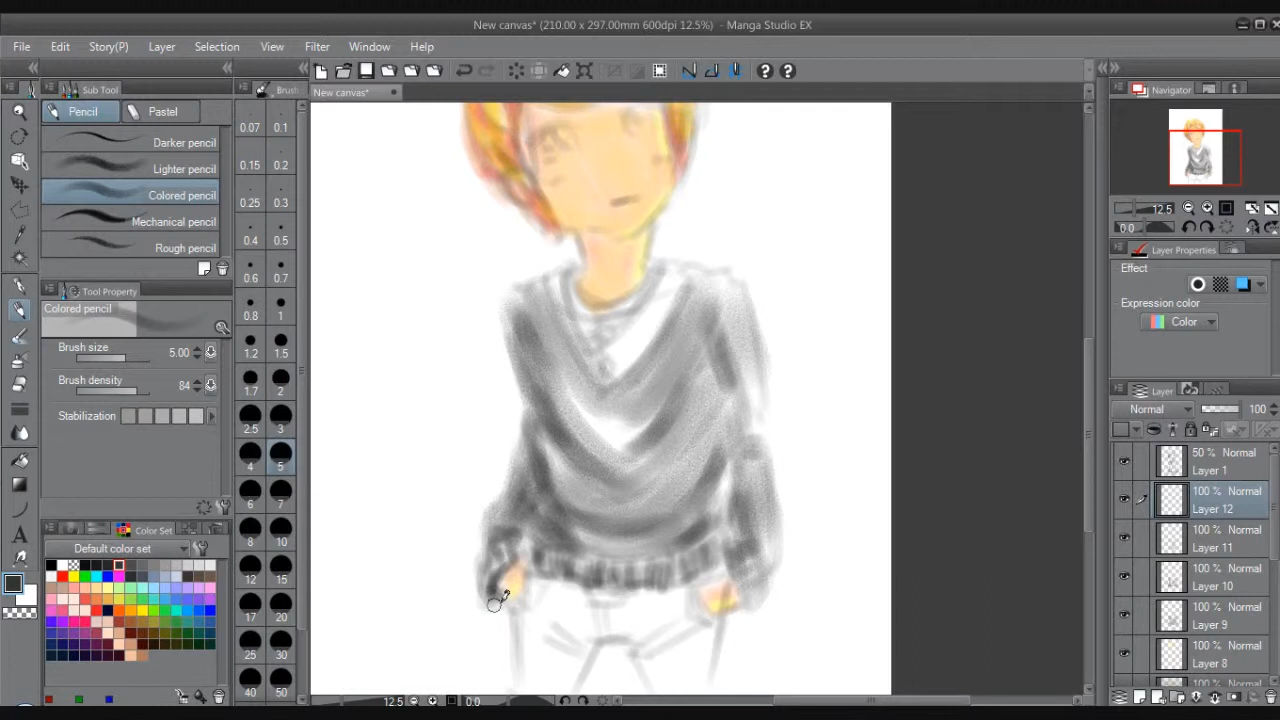 New canvas* (210.00 x 297.00mm 600dpi 12.5%) - Manga Studio EX
File Edit Story(P) Layer Selection View Filter Window Help
Sub Tool
Brush
New canvas*
Navigator
Pencil Pastel
Darker pencil
Lighter pencil
Colored pencil
Mechanical pencil
Rough pencil
Tool Property
Colored pencil
Brush size 5.00
Brush density 84
Stabilization
Color Set
Default color set
0.07 0.1
0.15 0.2
0.25 0.3
0.4 0.5
0.6 0.7
0.8 1
1.2 1.5
1.7 2
2.5 3
4 5
6 7
8 10
12 15
17 20
25 30
40 50
12.5 0.0
12.5
0.0
Layer Properties
Effect
Expression color
Color
Layer
Normal 100
50 % Normal
Layer 1
100 % Normal
Layer 12
100 % Normal
Layer 11
100 % Normal
Layer 10
100 % Normal
Layer 9
100 % Normal
Layer 8
100 % Normal